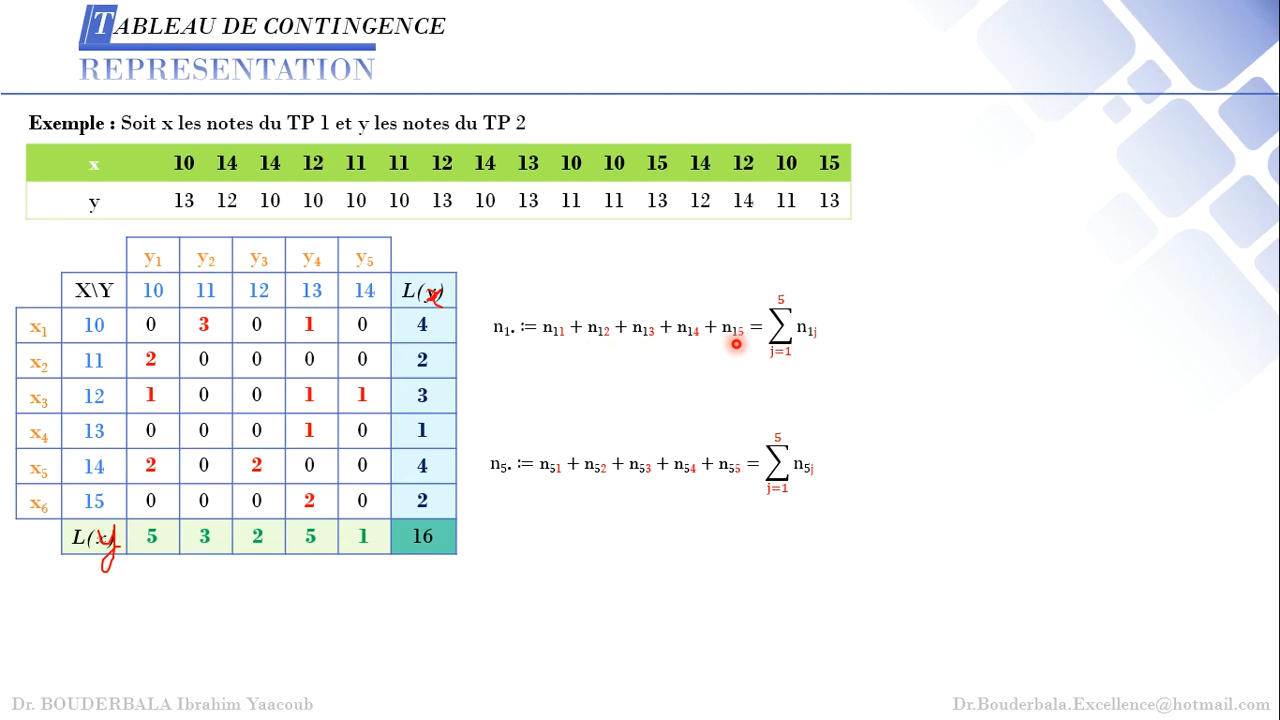 TABLEAU DE CONTINGENCE
REPRESENTATION
Exemple : Soit x les notes du TP 1 et y les notes du TP 2
x 10 14 14 12 11 11 12 14 13 10 10 15 14 12 10 15
y 13 12 10 10 10 10 13 10 13 11 11 13 12 14 11 13
y₁ y₂ y₃ y₄ y₅
X\Y 10 11 12 13 14 L(y) x
x₁ 10 0 3 0 1 0 4
x₂ 11 2 0 0 0 0 2
x₃ 12 1 0 0 1 1 3
x₄ 13 0 0 0 1 0 1
x₅ 14 2 0 2 0 0 4
x₆ 15 0 0 0 2 0 2
L(x) y 5 3 2 5 1 16
n₁. := n₁₁ + n₁₂ + n₁₃ + n₁₄ + n₁₅ = ∑ j=1 5 n₁ⱼ
n₅. := n₅₁ + n₅₂ + n₅₃ + n₅₄ + n₅₅ = ∑ j=1 5 n₅ⱼ
Dr. BOUDERBALA Ibrahim Yaacoub
Dr.Bouderbala.Excellence@hotmail.com